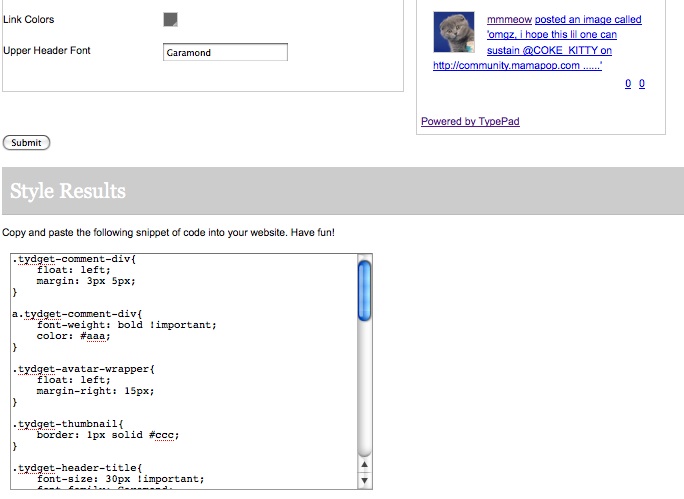 Link Colors
Upper Header Font
Garamond
mmmeow posted an image called
'omgz, i hope this lil one can
sustain @COKE_KITTY on
http://community.mamapop.com ......'
0 0
Powered by TypePad
Submit
Style Results
Copy and paste the following snippet of code into your website. Have fun!
.tydget-comment-div{
float: left;
margin: 3px 5px;
}
a.tydget-comment-div{
font-weight: bold !important;
color: #aaa;
}
.tydget-avatar-wrapper{
float: left;
margin-right: 15px;
}
.tydget-thumbnail{
border: 1px solid #ccc;
}
.tydget-header-title{
font-size: 30px !important;
font-family: Garamond;